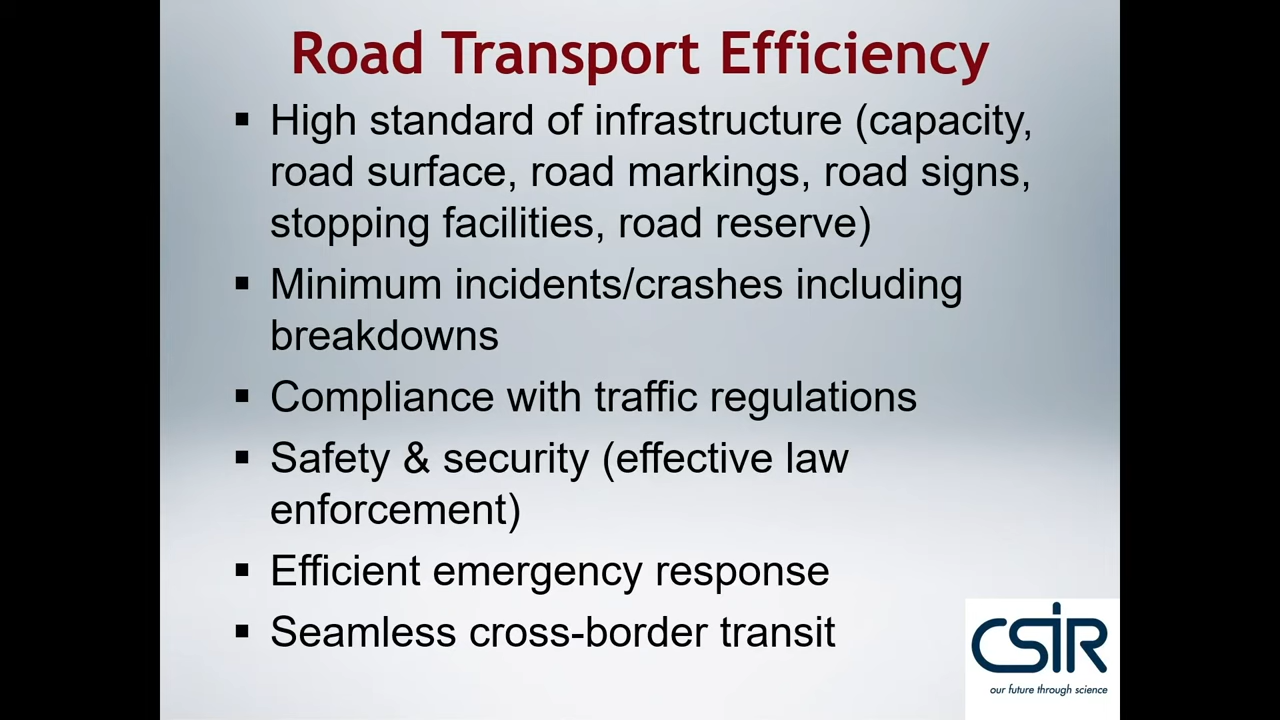 Road Transport Efficiency
▪ High standard of infrastructure (capacity,
road surface, road markings, road signs,
stopping facilities, road reserve)
▪ Minimum incidents/crashes including
breakdowns
▪ Compliance with traffic regulations
▪ Safety & security (effective law
enforcement)
▪ Efficient emergency response
▪ Seamless cross-border transit
CSIR
our future through science